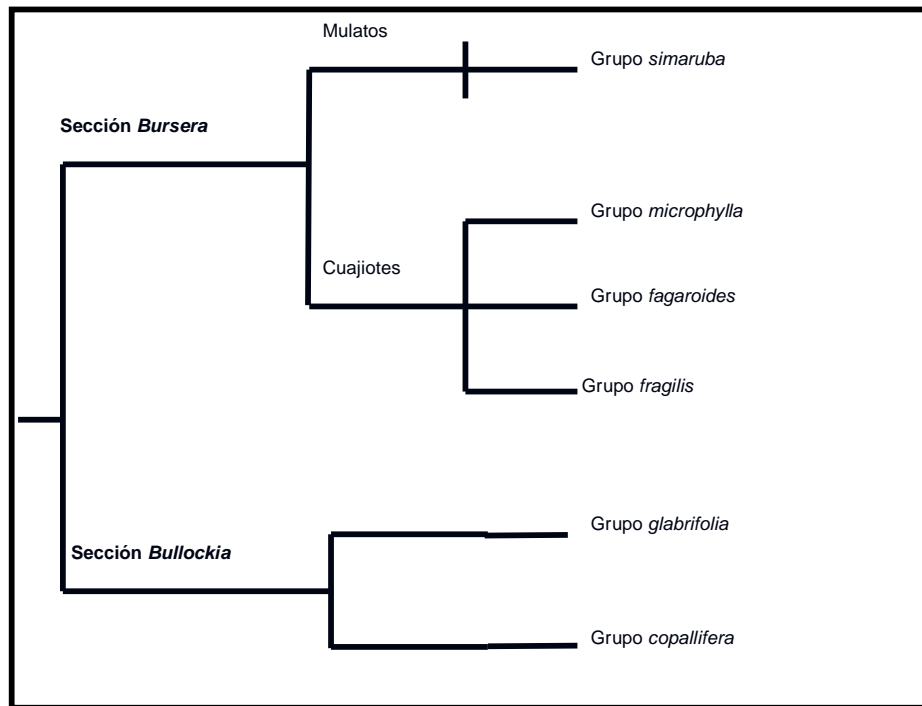 Mulatos
Grupo simaruba
Sección Bursera
Grupo microphylla
Cuajiotes
Grupo fagaroides
Grupo fragilis
Grupo glabrifolia
Sección Bullockia
Grupo copallifera